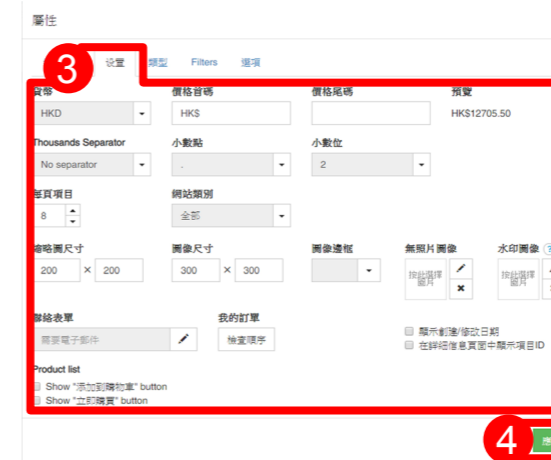 屬性
3 设置 類型 Filters 選項
貨幣 價格首碼 價格尾碼 預覽
HKD HK$ HK$12705.50
Thousands Separator 小數點 小數位
No separator . 2
每頁項目 網站類別
8 全部
縮略圖尺寸 圖像尺寸 圖像邊框 無照片圖像 水印圖像 ?
200 × 200 300 × 300 按此選擇 按此選擇
圖片 圖片
聯絡表單 我的訂單
需要電子郵件 檢查順序 顯示創建/修改日期
在詳細信息頁面中顯示項目ID
Product list
Show "添加到購物車" button
Show "立即購買" button
4